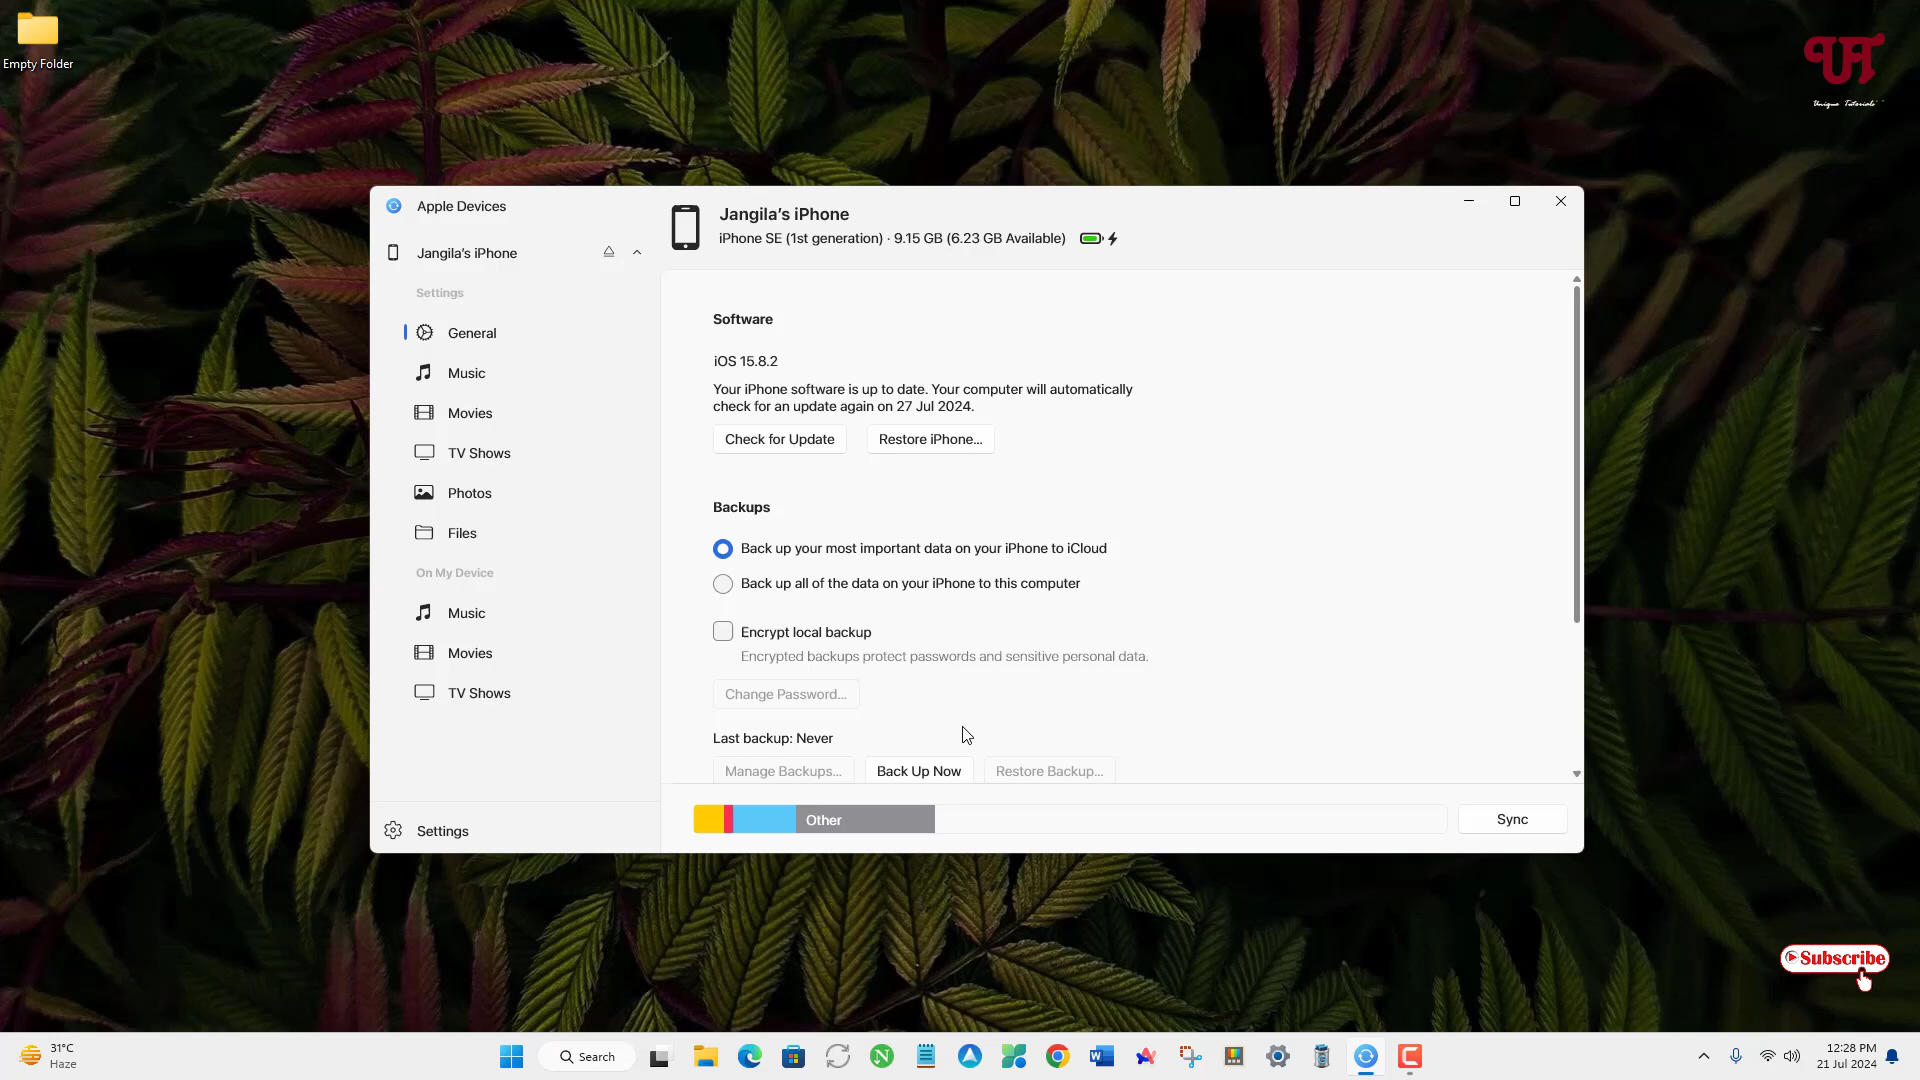 Empty Folder
UT
Unique Tutorials
Apple Devices
Jangila's iPhone
Settings
General
Music
Movies
TV Shows
Photos
Files
On My Device
Music
Movies
TV Shows
Settings
Jangila's iPhone
iPhone SE (1st generation) · 9.15 GB (6.23 GB Available)
Software
iOS 15.8.2
Your iPhone software is up to date. Your computer will automatically
check for an update again on 27 Jul 2024.
Check for Update
Restore iPhone...
Backups
Back up your most important data on your iPhone to iCloud
Back up all of the data on your iPhone to this computer
Encrypt local backup
Encrypted backups protect passwords and sensitive personal data.
Change Password...
Last backup: Never
Manage Backups...
Back Up Now
Restore Backup...
Other
Sync
Subscribe
31°C
Haze
Search
12:28 PM
21 Jul 2024